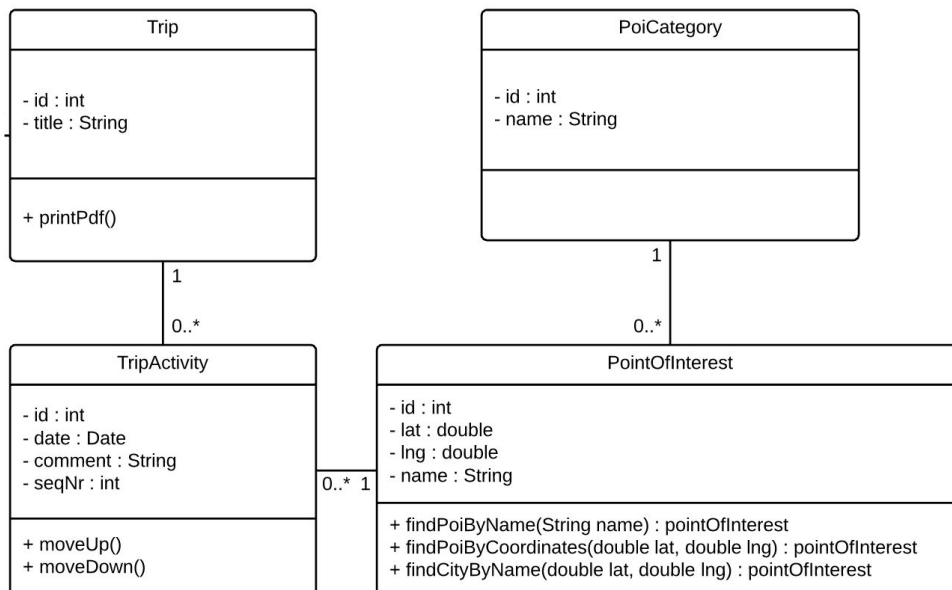 Trip
- id : int
- title : String
+ printPdf()
PoiCategory
- id : int
- name : String
1
0..*
1
0..*
TripActivity
- id : int
- date : Date
- comment : String
- seqNr : int
+ moveUp()
+ moveDown()
0..* 1
PointOfInterest
- id : int
- lat : double
- lng : double
- name : String
+ findPoiByName(String name) : pointOfInterest
+ findPoiByCoordinates(double lat, double lng) : pointOfInterest
+ findCityByName(double lat, double lng) : pointOfInterest